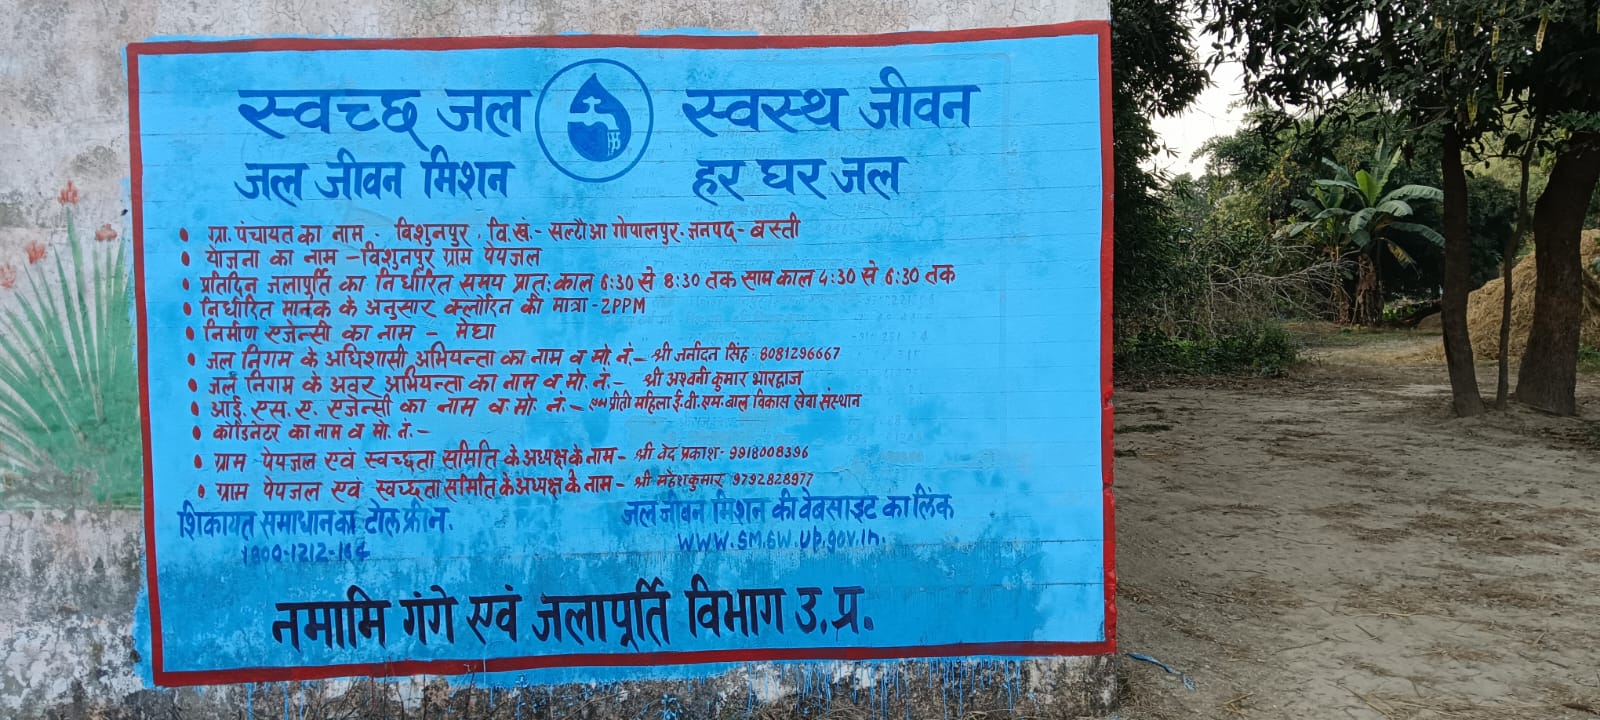 स्वच्छ जल स्वस्थ जीवन
जल जीवन मिशन हर घर जल
• ग्रा. पंचायत का नाम - विशुनपुर, वि.खं.- सल्टौआ गोपालपुर. जनपद - बस्ती
• योजना का नाम - विशुनपुर ग्राम पेयजल
• प्रतिदिन जलापूर्ति का निर्धारित समय प्रातः काल 6:30 से 8:30 तक साम काल 4:30 से 6:30 तक
• निर्धारित मानक के अनुसार क्लोरिन की मात्रा - 2PPM
• निर्माण एजेन्सी का नाम - मेघा
• जल निगम के अधिशासी अभियन्ता का नाम व मो. नं. - श्री जर्नादन सिंह - 8081296667
• जल निगम के अवर अभियन्ता का नाम व मो. नं. - श्री अश्वनी कुमार भारद्वाज
• आई. एस. ए. एजेन्सी का नाम व मो. नं. - प्रीती महिला ई.वी.एम. बाल विकास सेवा संस्थान
• कोडिनेटर का नाम व मो. नं. -
• ग्राम पेयजल एवं स्वच्छता समिति के अध्यक्ष के नाम - श्री वेद प्रकाश - 9918008396
• ग्राम पेयजल एवं स्वच्छता समिति के अध्यक्ष के नाम - श्री महेशकुमार 9792828977
शिकायत समाधान का टोल फ्री न. जल जीवन मिशन की वेबसाइट का लिंक
1800-1212-164 www.sm.sw.up.gov.in.
नमामि गंगे एवं जलापूर्ति विभाग उ.प्र.